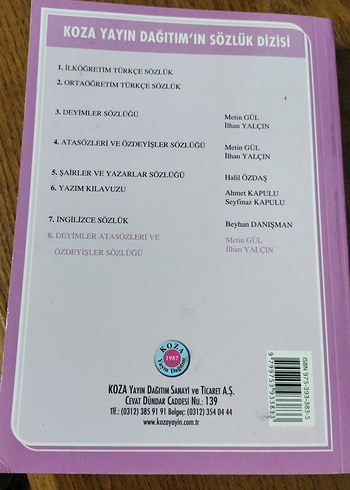 KOZA YAYIN DAĞITIM'IN SÖZLÜK DİZİSİ
1. İLKÖĞRETİM TÜRKÇE SÖZLÜK
2. ORTAÖĞRETİM TÜRKÇE SÖZLÜK
3. DEYİMLER SÖZLÜĞÜ Metin GÜL
İlhan YALÇIN
4. ATASÖZLERİ VE ÖZDEYİŞLER SÖZLÜĞÜ Metin GÜL
İlhan YALÇIN
5. ŞAİRLER VE YAZARLAR SÖZLÜĞÜ Halil ÖZDAŞ
6. YAZIM KILAVUZU Ahmet KAPULU
Seyfinaz KAPULU
7. İNGİLİZCE SÖZLÜK Beyhan DANIŞMAN
8. DEYİMLER ATASÖZLERİ VE Metin GÜL
ÖZDEYİŞLER SÖZLÜĞÜ İlhan YALÇIN
KOZA
1987
Yayın Dağıtım
KOZA YAYIN DAĞITIM SANAYİ VE TİCARET A.Ş.
CEVAT DÜNDAR CADDESİ NU.: 139
Tlf: (0312) 385 91 91 Belgeç: (0312) 354 04 44
www.kozayayin.com.tr